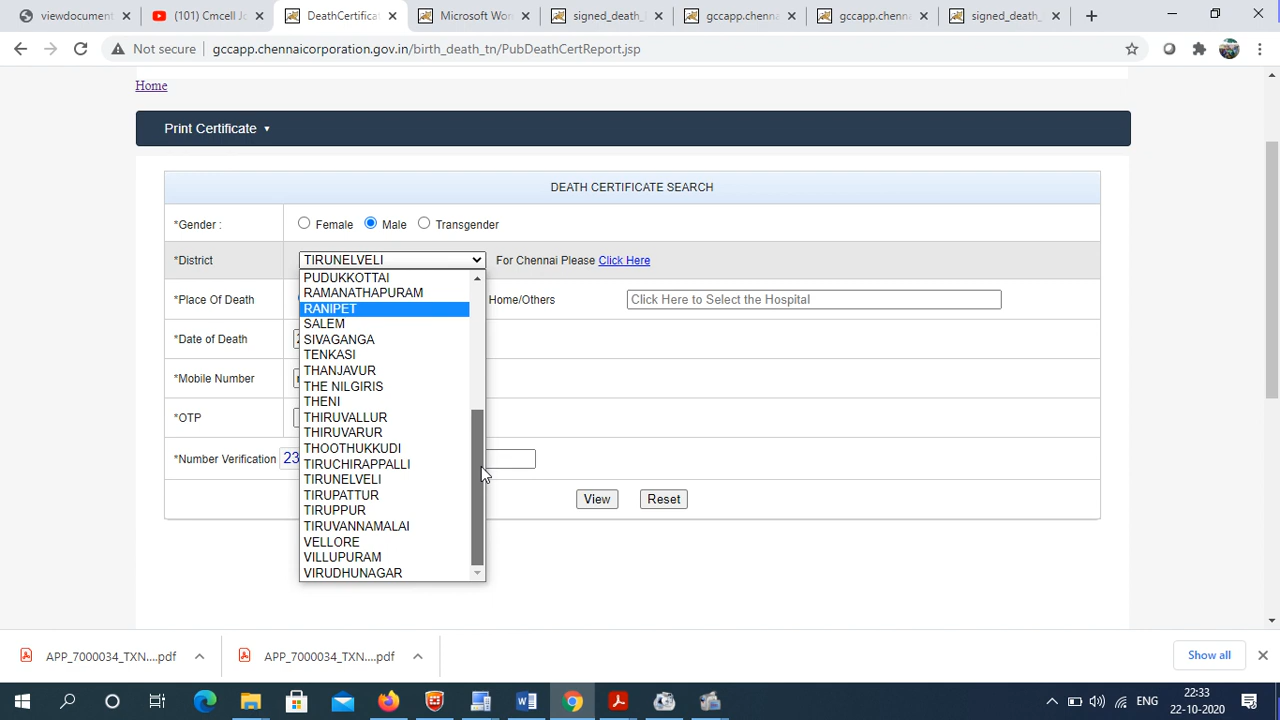 viewdocument
(101) Cmcell Jo
DeathCertifica
Microsoft Wor
signed_death_
gccapp.chenna
gccapp.chenna
signed_death_
Not secure
gccapp.chennaicorporation.gov.in/birth_death_tn/PubDeathCertReport.jsp
Home
Print Certificate
DEATH CERTIFICATE SEARCH
*Gender :
Female
Male
Transgender
*District
TIRUNELVELI
For Chennai Please Click Here
PUDUKKOTTAI
RAMANATHAPURAM
RANIPET
SALEM
SIVAGANGA
TENKASI
THANJAVUR
THE NILGIRIS
THENI
THIRUVALLUR
THIRUVARUR
THOOTHUKKUDI
TIRUCHIRAPPALLI
TIRUNELVELI
TIRUPATTUR
TIRUPPUR
TIRUVANNAMALAI
VELLORE
VILLUPURAM
VIRUDHUNAGAR
*Place Of Death
Home/Others
Click Here to Select the Hospital
*Date of Death
*Mobile Number
*OTP
*Number Verification
23
View
Reset
APP_7000034_TXN....pdf
APP_7000034_TXN....pdf
Show all
ENG
22:33
22-10-2020